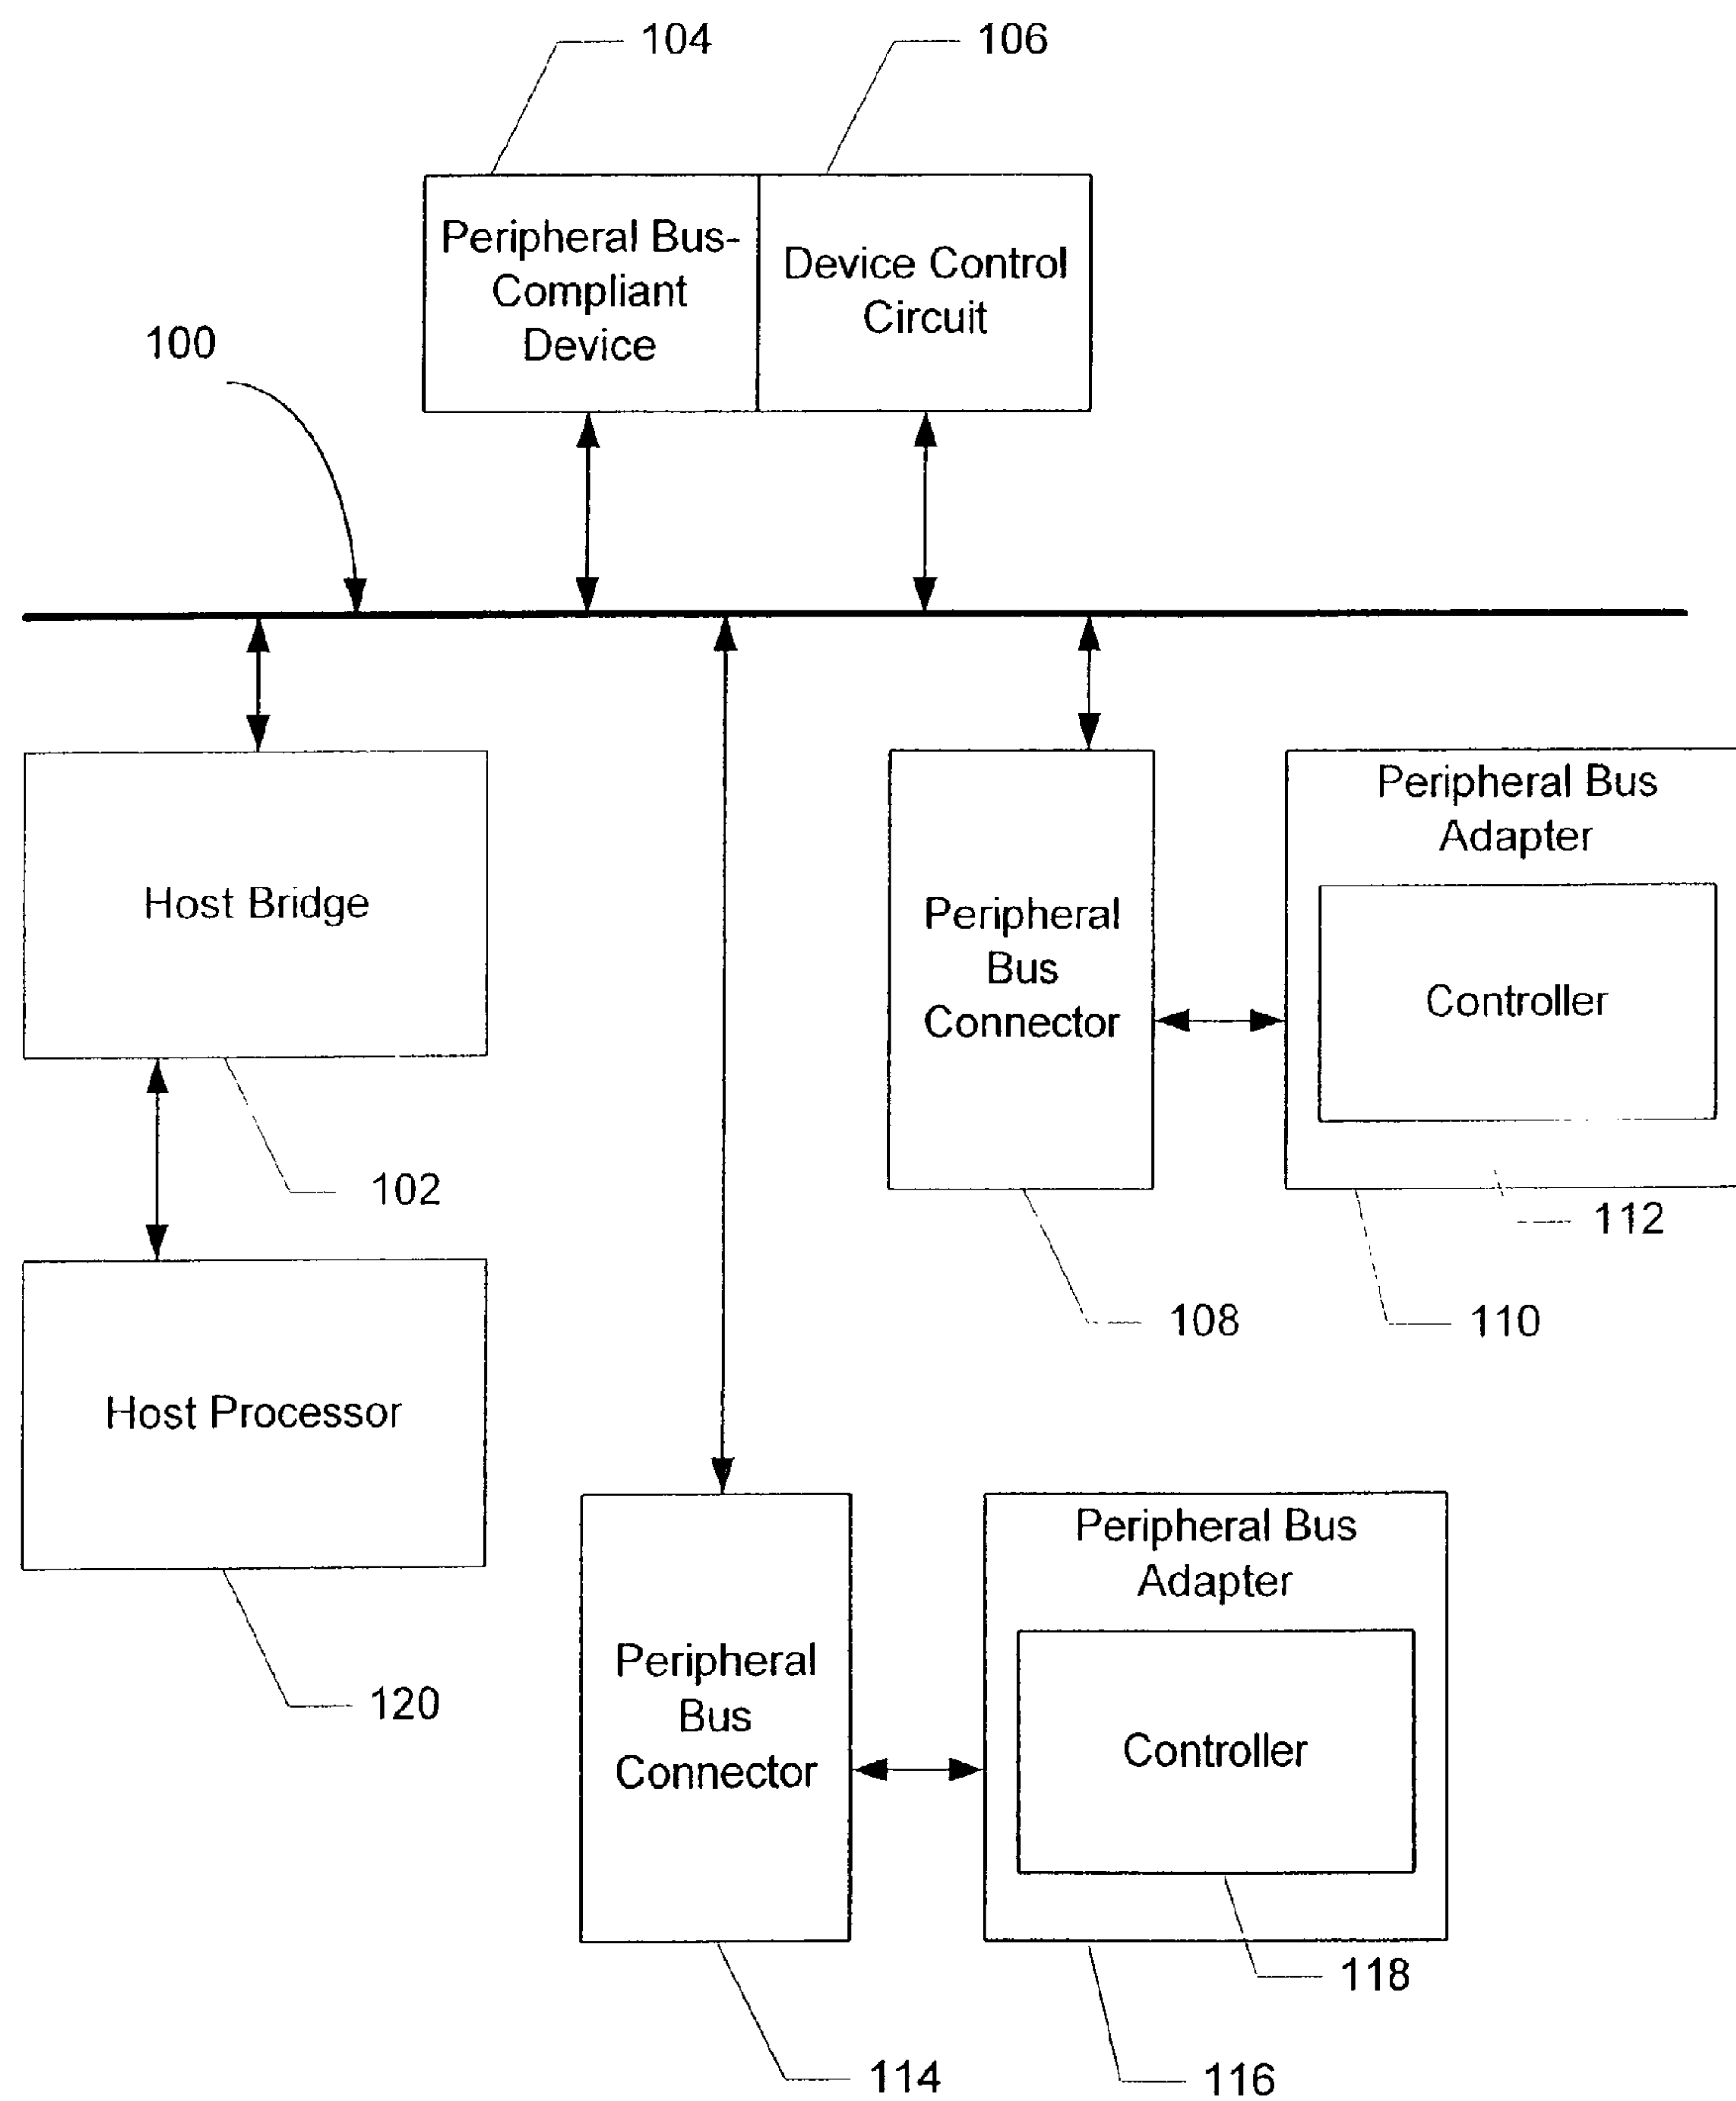 104
106
Peripheral Bus-
Compliant
Device
Device Control
Circuit
100
Host Bridge
Peripheral
Bus
Connector
Peripheral Bus
Adapter
Controller
102
112
108
110
Host Processor
120
Peripheral
Bus
Connector
Peripheral Bus
Adapter
Controller
118
114
116